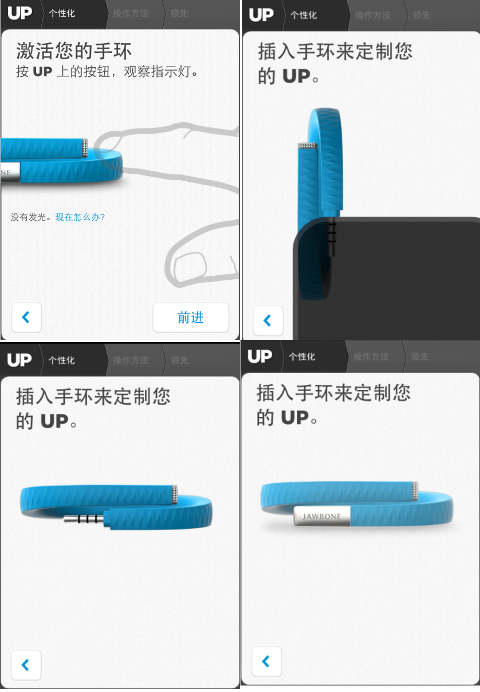 UP 个性化 操作方法 领先
激活您的手环
按 UP 上的按钮，观察指示灯。
NE
没有发光。现在怎么办?
前进
UP 个性化 操作方法 领先
插入手环来定制您
的 UP。
UP 个性化 操作方法 领先
插入手环来定制您
的 UP。
UP 个性化 操作方法 领先
插入手环来定制您
的 UP。
JAWBONE